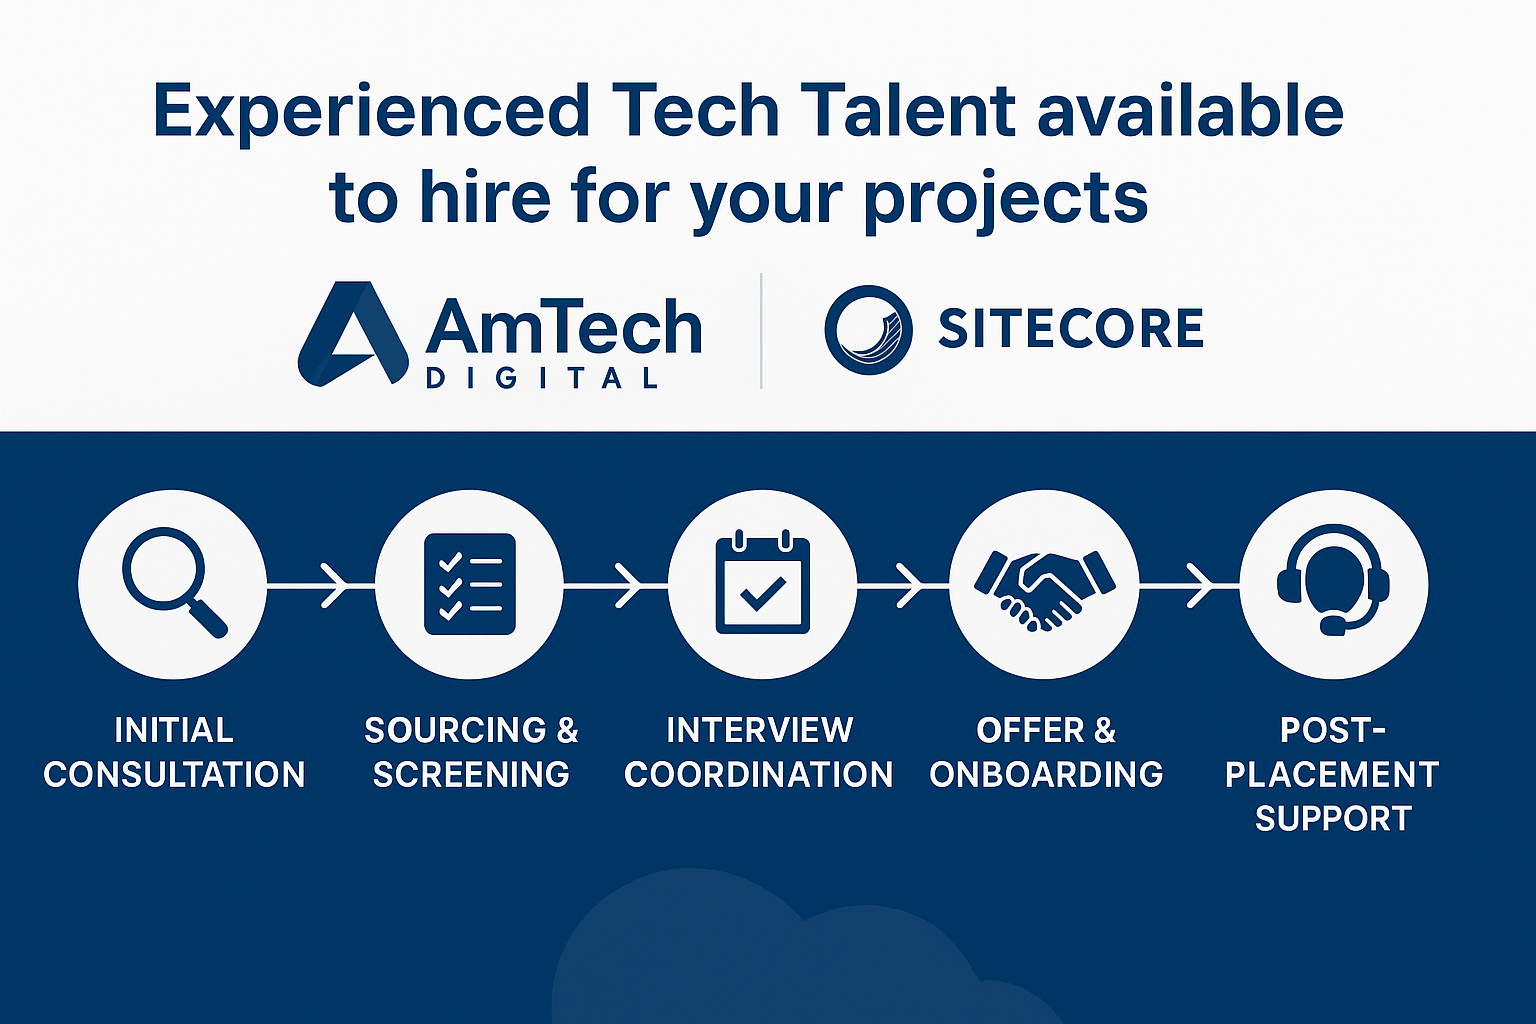 Experienced Tech Talent available
to hire for your projects
AmTech
DIGITAL
SITECORE
INITIAL
CONSULTATION
SOURCING &
SCREENING
INTERVIEW
COORDINATION
OFFER &
ONBOARDING
POST-
PLACEMENT
SUPPORT